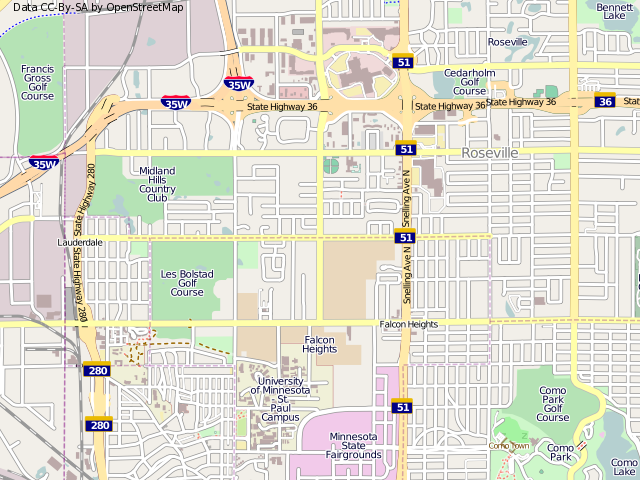 Data CC-By-SA by OpenStreetMap
Bennett
Lake
Roseville
51
Francis
Gross
Golf
Course
Cedarholm
Golf
Course
35W
35W
State Highway 36
State Highway 36
State Highway 36
36
Stat
51
Roseville
35W
Midland
Hills
Country
Club
State Highway 280
Snelling Ave N
Lauderdale
51
State Highway 280
Les Bolstad
Golf
Course
Snelling Ave N
Falcon Heights
Falcon
Heights
280
University
of Minnesota
St.
Paul
Campus
Como
Park
Golf
Course
51
280
Minnesota
State
Fairgrounds
Como Town
Como
Park
Como
Lake